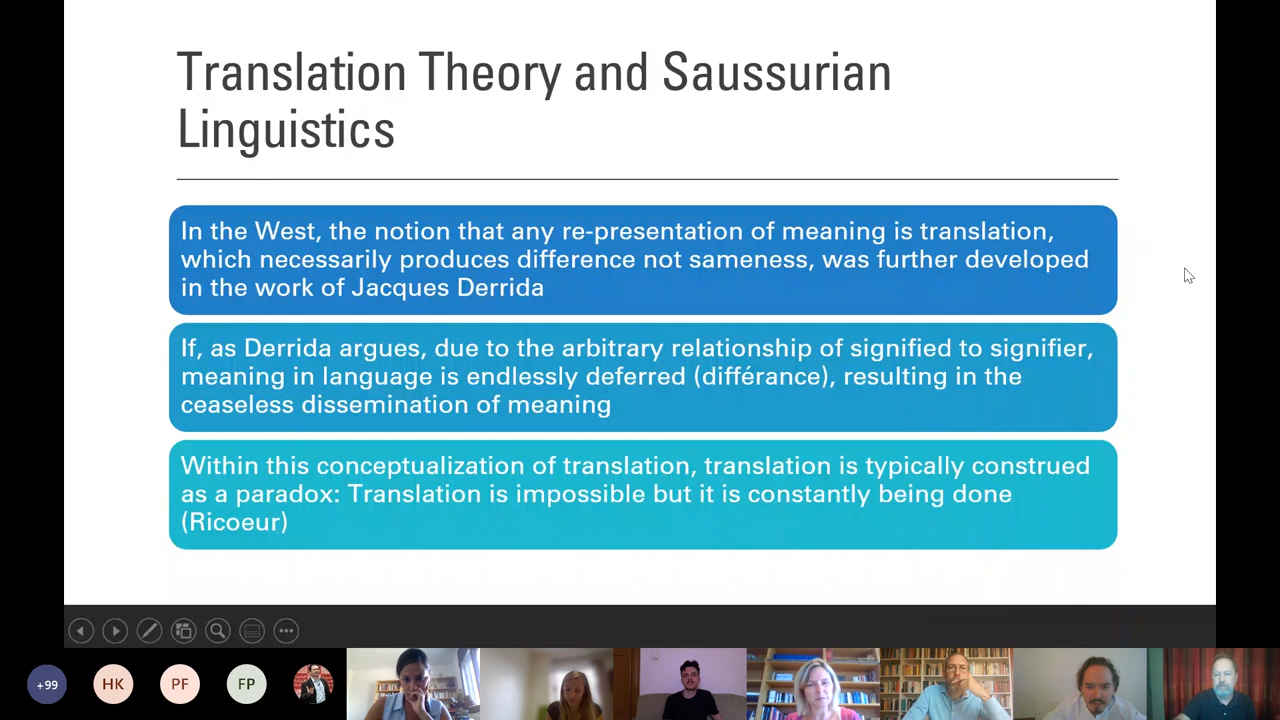 Translation Theory and Saussurian
Linguistics
In the West, the notion that any re-presentation of meaning is translation,
which necessarily produces difference not sameness, was further developed
in the work of Jacques Derrida
If, as Derrida argues, due to the arbitrary relationship of signified to signifier,
meaning in language is endlessly deferred (différance), resulting in the
ceaseless dissemination of meaning
Within this conceptualization of translation, translation is typically construed
as a paradox: Translation is impossible but it is constantly being done
(Ricoeur)
+99
HK
PF
FP